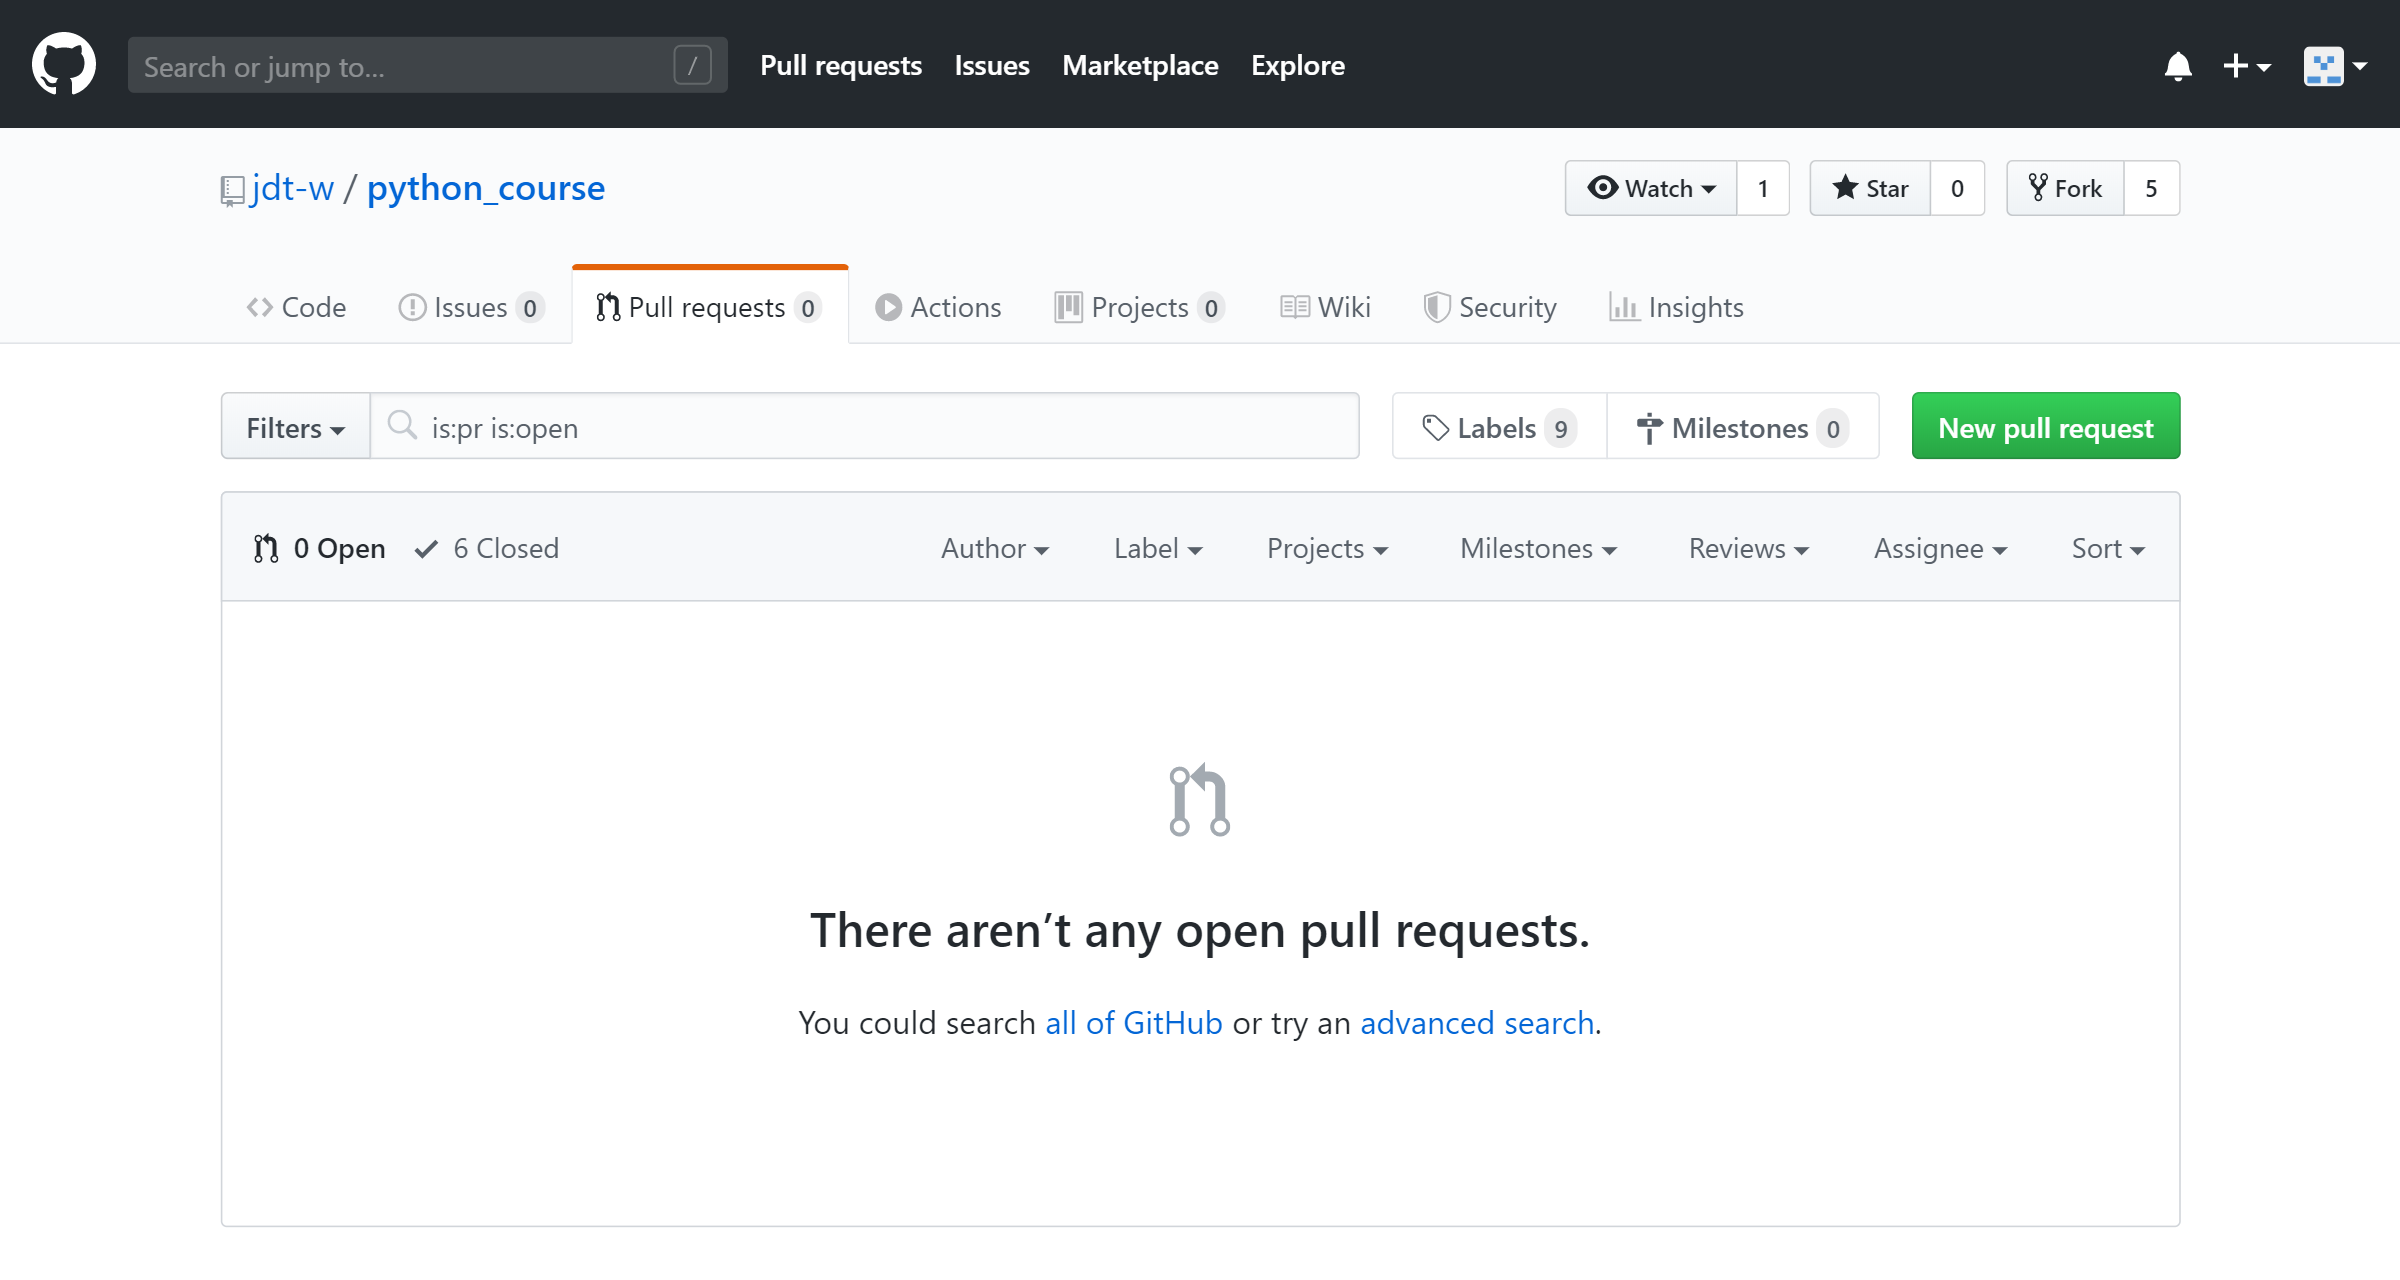 Search or jump to... /
Pull requests Issues Marketplace Explore
jdt-w / python_course
Watch 1 Star 0 Fork 5
Code Issues 0 Pull requests 0 Actions Projects 0 Wiki Security Insights
Filters is:pr is:open Labels 9 Milestones 0 New pull request
0 Open 6 Closed Author Label Projects Milestones Reviews Assignee Sort
There aren’t any open pull requests.
You could search all of GitHub or try an advanced search.